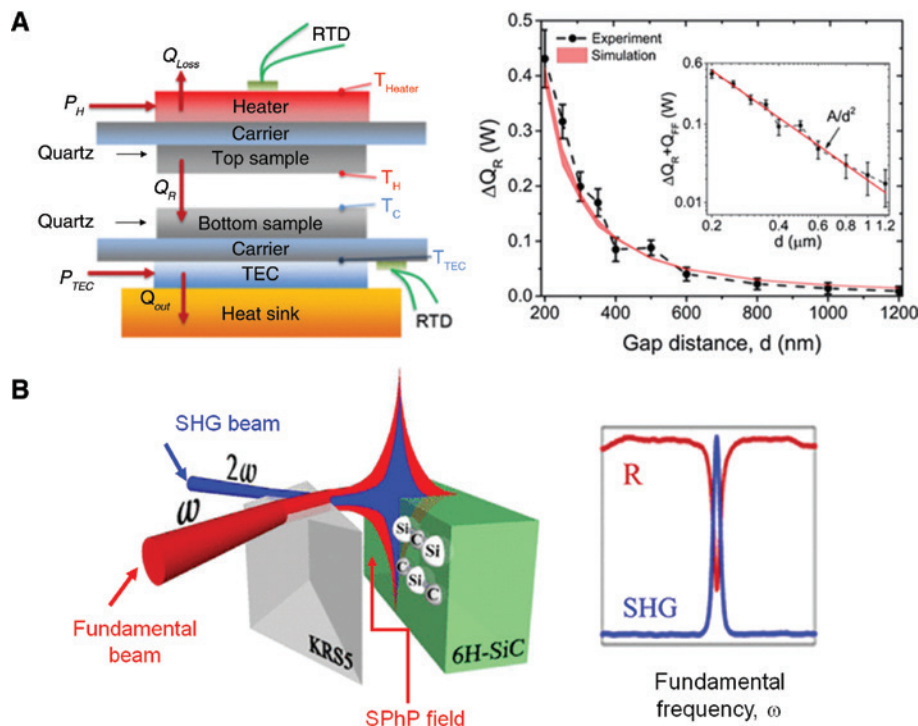 A
RTD
Q_Loss
T_Heater
P_H
Heater
Carrier
Quartz
Top sample
T_H
Q_R
T_C
Quartz
Bottom sample
Carrier
T_TEC
P_TEC
TEC
Q_out
Heat sink
RTD
ΔQ_R (W)
0.5
0.4
0.3
0.2
0.1
0.0
Experiment
Simulation
ΔQ_R+Q_FF (W)
0.6
0.1
0.01
A/d²
0.2
0.4
0.6
0.8
1.2
d (μm)
200
400
600
800
1000
1200
Gap distance, d (nm)
B
SHG beam
2ω
ω
Fundamental
beam
KRS5
Si
C
Si
C
Si
C
6H-SiC
SPhP field
R
SHG
Fundamental
frequency, ω